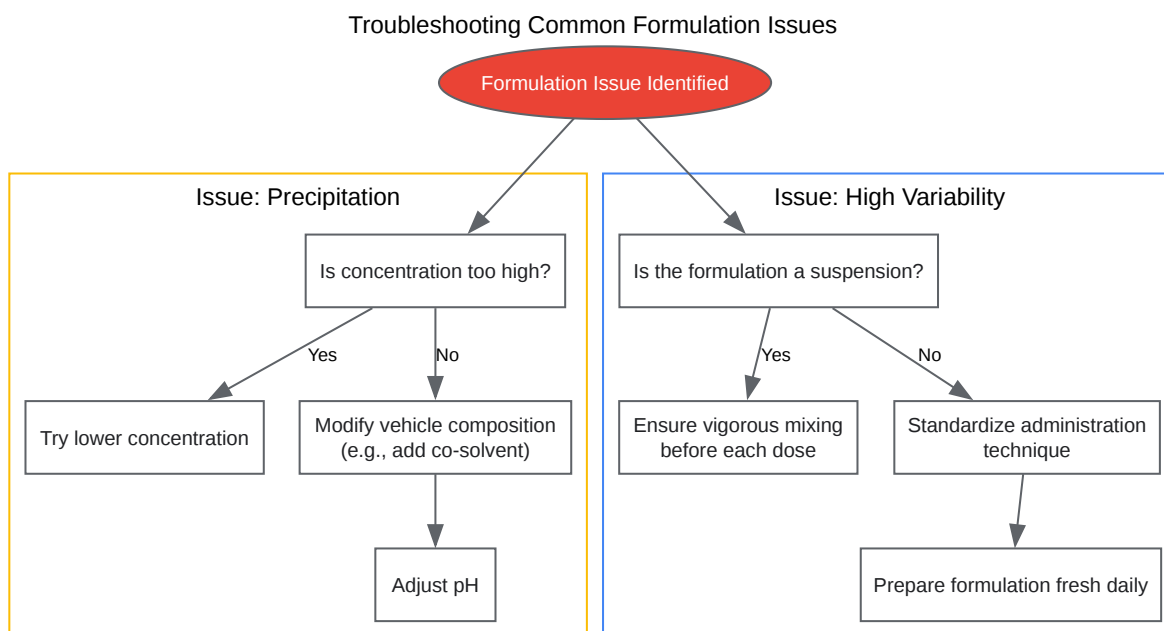 Troubleshooting Common Formulation Issues
Formulation Issue Identified
Issue: Precipitation
Is concentration too high?
Yes
No
Try lower concentration
Modify vehicle composition
(e.g., add co-solvent)
Adjust pH
Issue: High Variability
Is the formulation a suspension?
Yes
No
Ensure vigorous mixing
before each dose
Standardize administration
technique
Prepare formulation fresh daily